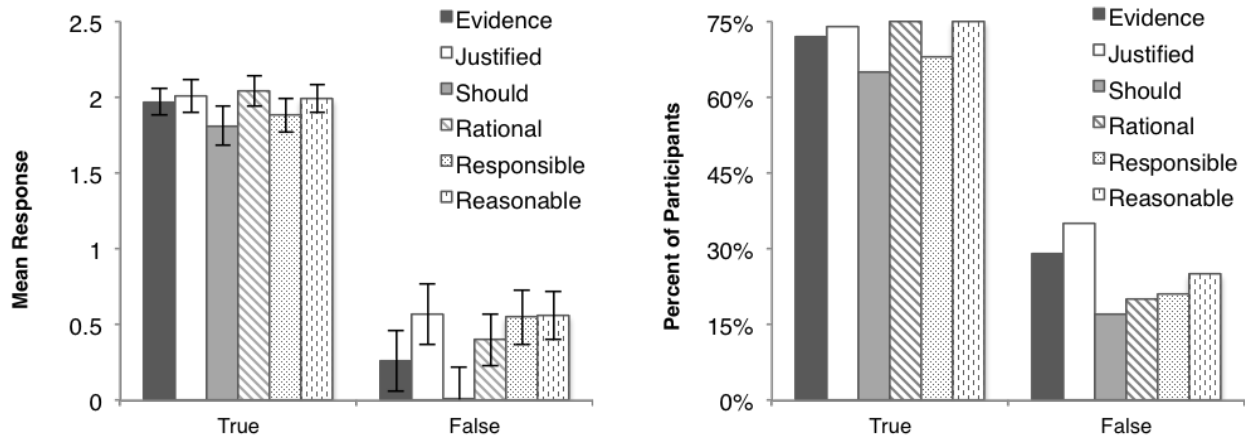 Mean Response
2.5
2
1.5
1
0.5
0
True
False
Evidence
Justified
Should
Rational
Responsible
Reasonable
Percent of Participants
75%
60%
45%
30%
15%
0%
True
False
Evidence
Justified
Should
Rational
Responsible
Reasonable